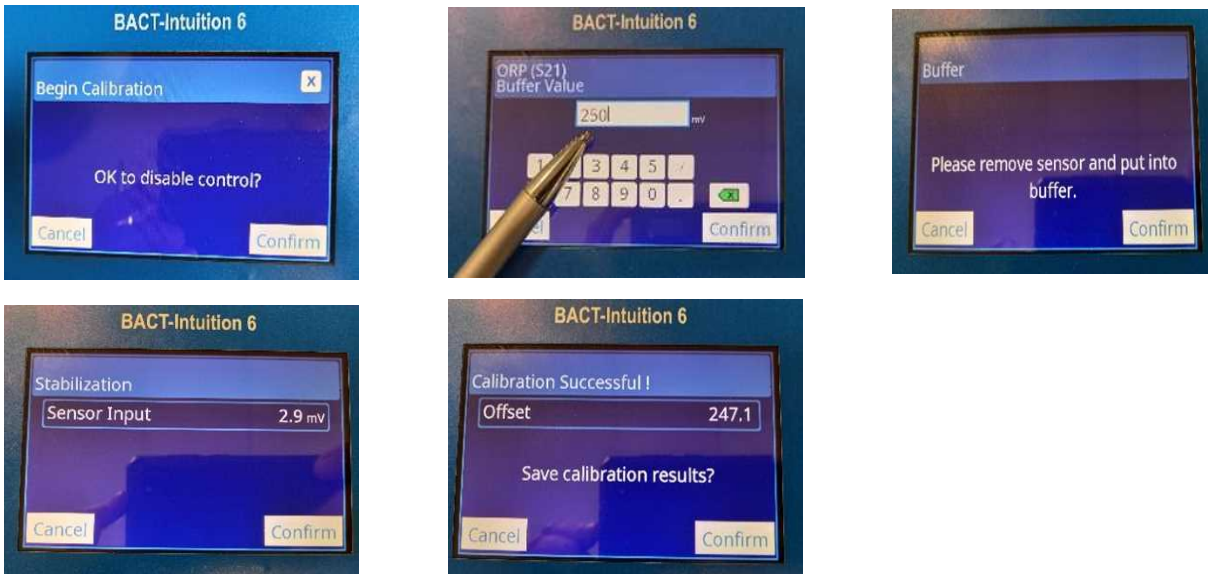 BACT-Intuition 6
Begin Calibration
X
OK to disable control?
Cancel
Confirm
BACT-Intuition 6
ORP (S21)
Buffer Value
250
mV
1 3 4 5 /
7 8 9 0 .
Confirm
Buffer
Please remove sensor and put into
buffer.
Cancel
Confirm
BACT-Intuition 6
Stabilization
Sensor Input 2.9 mV
Cancel
Confirm
BACT-Intuition 6
Calibration Successful !
Offset 247.1
Save calibration results?
Cancel
Confirm